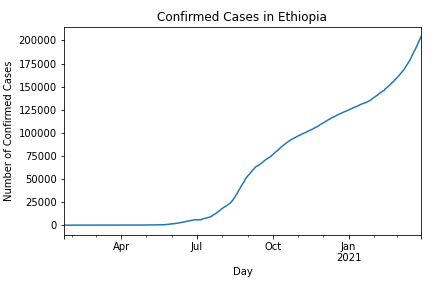 Confirmed Cases in Ethiopia
Number of Confirmed Cases
200000
175000
150000
125000
100000
75000
50000
25000
0
Apr
Jul
Oct
Jan
2021
Day